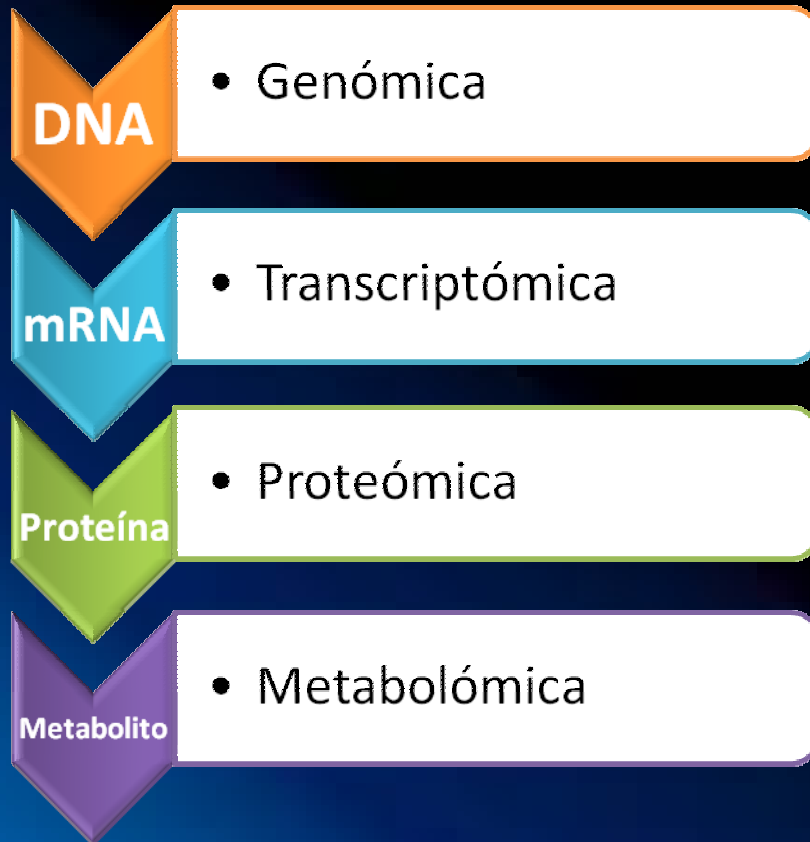 DNA
• Genómica
mRNA
• Transcriptómica
Proteína
• Proteómica
Metabolito
• Metabolómica